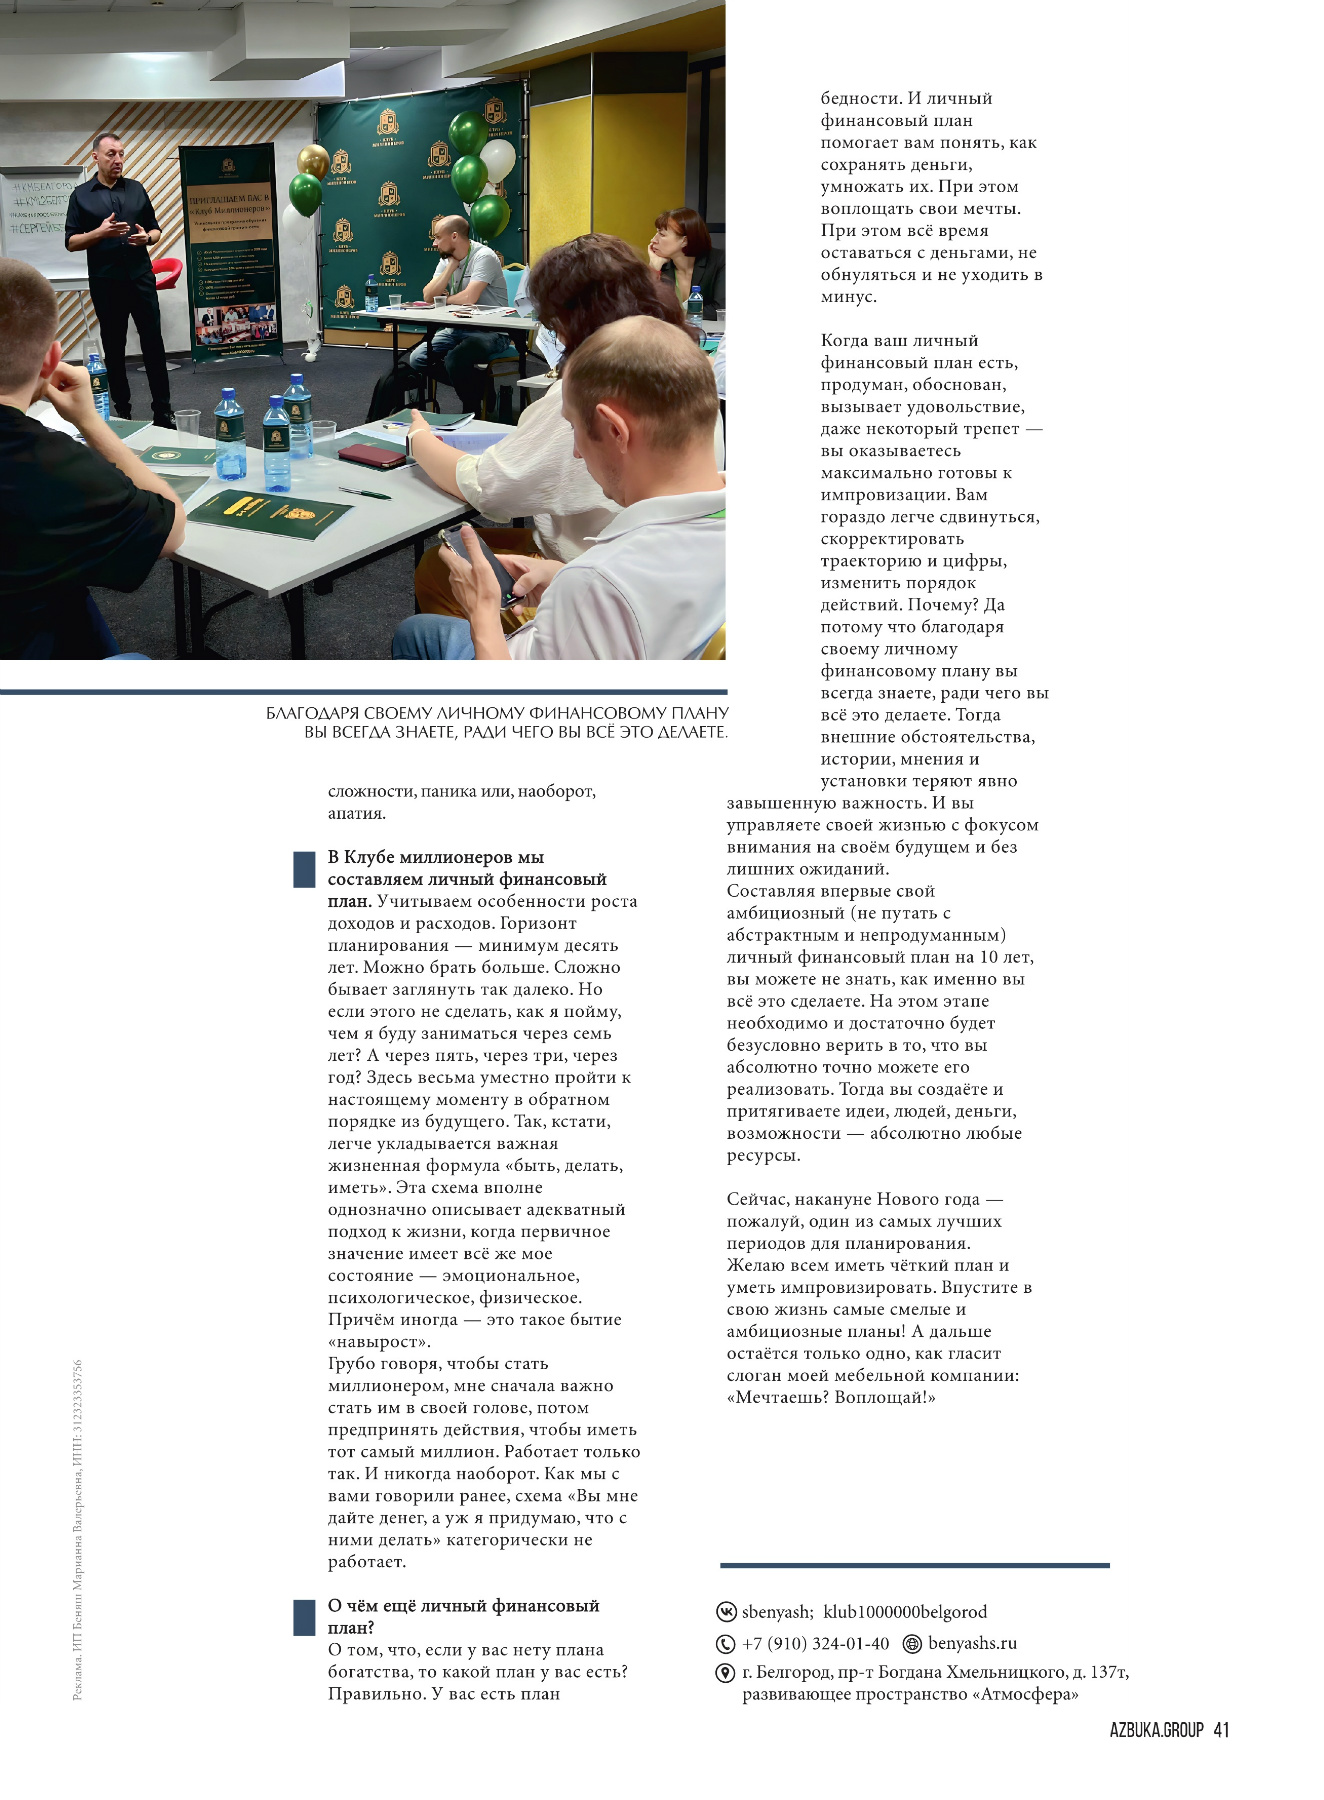 #КМБЕЛГОРОД
ПРИГЛАШАЕМ ВАС В
«Клуб Миллионеров»
КЛУБ
МИЛЛИОНЕРОВ
БЛАГОДАРЯ СВОЕМУ ЛИЧНОМУ ФИНАНСОВОМУ ПЛАНУ
ВЫ ВСЕГДА ЗНАЕТЕ, РАДИ ЧЕГО ВЫ ВСЁ ЭТО ДЕЛАЕТЕ.
сложности, паника или, наоборот,
апатия.
В Клубе миллионеров мы
составляем личный финансовый
план. Учитываем особенности роста
доходов и расходов. Горизонт
планирования — минимум десять
лет. Можно брать больше. Сложно
бывает заглянуть так далеко. Но
если этого не сделать, как я пойму,
чем я буду заниматься через семь
лет? А через пять, через три, через
год? Здесь весьма уместно пройти к
настоящему моменту в обратном
порядке из будущего. Так, кстати,
легче укладывается важная
жизненная формула «быть, делать,
иметь». Эта схема вполне
однозначно описывает адекватный
подход к жизни, когда первичное
значение имеет всё же мое
состояние — эмоциональное,
психологическое, физическое.
Причём иногда — это такое бытие
«навырост».
Грубо говоря, чтобы стать
миллионером, мне сначала важно
стать им в своей голове, потом
предпринять действия, чтобы иметь
тот самый миллион. Работает только
так. И никогда наоборот. Как мы с
вами говорили ранее, схема «Вы мне
дайте денег, а уж я придумаю, что с
ними делать» категорически не
работает.
О чём ещё личный финансовый
план?
О том, что, если у вас нету плана
богатства, то какой план у вас есть?
Правильно. У вас есть план
бедности. И личный
финансовый план
помогает вам понять, как
сохранять деньги,
умножать их. При этом
воплощать свои мечты.
При этом всё время
оставаться с деньгами, не
обнуляться и не уходить в
минус.
Когда ваш личный
финансовый план есть,
продуман, обоснован,
вызывает удовольствие,
даже некоторый трепет —
вы оказываетесь
максимально готовы к
импровизации. Вам
гораздо легче сдвинуться,
скорректировать
траекторию и цифры,
изменить порядок
действий. Почему? Да
потому что благодаря
своему личному
финансовому плану вы
всегда знаете, ради чего вы
всё это делаете. Тогда
внешние обстоятельства,
истории, мнения и
установки теряют явно
завышенную важность. И вы
управляете своей жизнью с фокусом
внимания на своём будущем и без
лишних ожиданий.
Составляя впервые свой
амбициозный (не путать с
абстрактным и непродуманным)
личный финансовый план на 10 лет,
вы можете не знать, как именно вы
всё это сделаете. На этом этапе
необходимо и достаточно будет
безусловно верить в то, что вы
абсолютно точно можете его
реализовать. Тогда вы создаёте и
притягиваете идеи, людей, деньги,
возможности — абсолютно любые
ресурсы.
Сейчас, накануне Нового года —
пожалуй, один из самых лучших
периодов для планирования.
Желаю всем иметь чёткий план и
уметь импровизировать. Впустите в
свою жизнь самые смелые и
амбициозные планы! А дальше
остаётся только одно, как гласит
слоган моей мебельной компании:
«Мечтаешь? Воплощай!»
sbenyash; klub1000000belgorod
+7 (910) 324-01-40 benyashs.ru
г. Белгород, пр-т Богдана Хмельницкого, д. 137т,
развивающее пространство «Атмосфера»
Реклама. ИП Беняш Марианна Валерьевна, ИНН: 312323353756
AZBUKA.GROUP 41